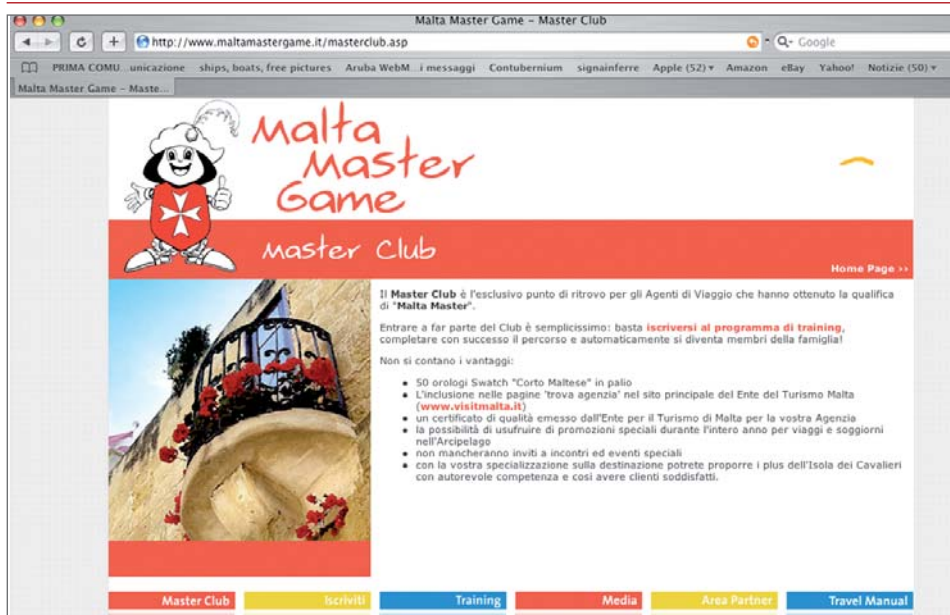 Malta Master Game – Master Club
http://www.maltamastergame.it/masterclub.asp
Google
PRIMA COMU...unicazione ships, boats, free pictures Aruba WebM...i messaggi Contubernium signainferre Apple (52) Amazon eBay Yahoo! Notizie (50)
Malta Master Game – Maste...
Malta
Master
Game
Master Club
Home Page >>
Il Master Club è l'esclusivo punto di ritrovo per gli Agenti di Viaggio che hanno ottenuto la qualifica
di "Malta Master".
Entrare a far parte del Club è semplicissimo: basta iscriversi al programma di training,
completare con successo il percorso e automaticamente si diventa membri della famiglia!
Non si contano i vantaggi:
• 50 orologi Swatch "Corto Maltese" in palio
• L'inclusione nelle pagine 'trova agenzia' nel sito principale del Ente del Turismo Malta
(www.visitmalta.it)
• un certificato di qualità emesso dall'Ente per il Turismo di Malta per la vostra Agenzia
• la possibilità di usufruire di promozioni speciali durante l'intero anno per viaggi e soggiorni
nell'Arcipelago
• non mancheranno inviti a incontri ed eventi speciali
• con la vostra specializzazione sulla destinazione potrete proporre i plus dell'Isola dei Cavalieri
con autorevole competenza e così avere clienti soddisfatti.
Master Club Iscriviti Training Media Area Partner Travel Manual